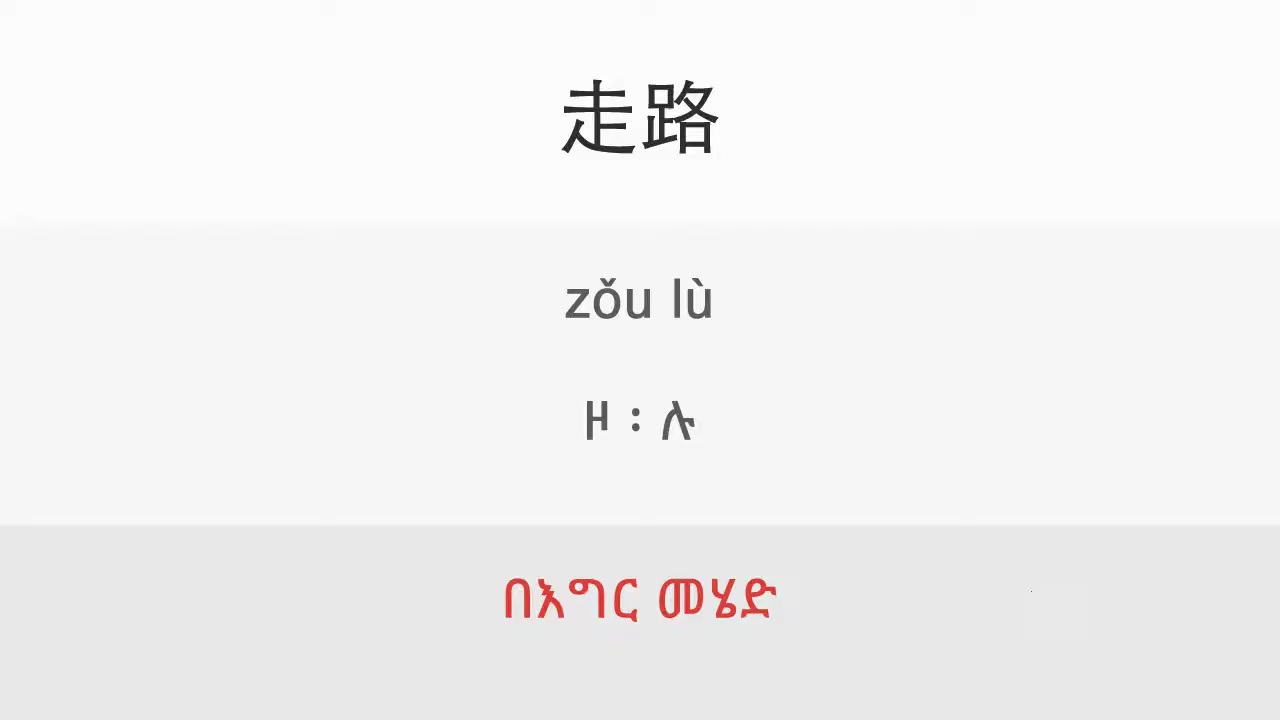 走路
zǒu lù
ዞ ፡ ሉ
በእግር መሄድ